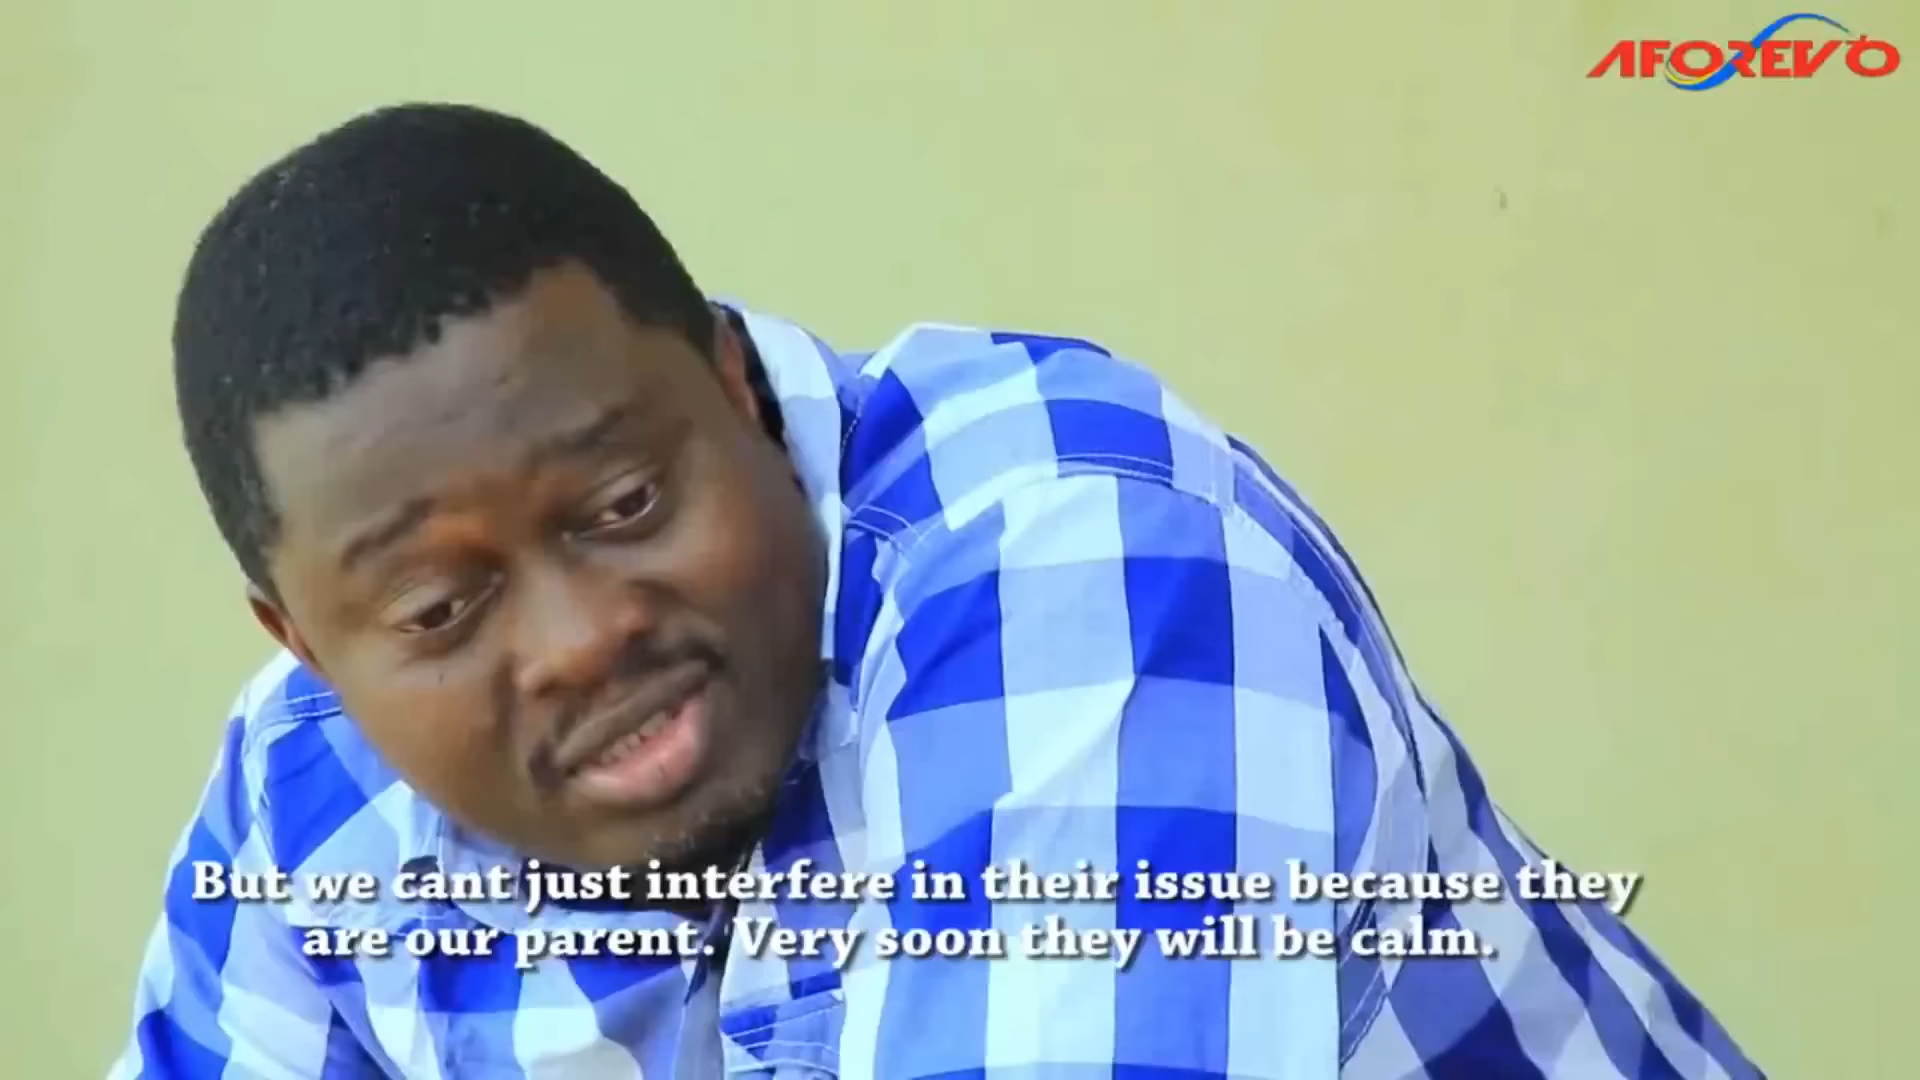 AFOREVO
But we cant just interfere in their issue because they
are our parent. Very soon they will be calm.